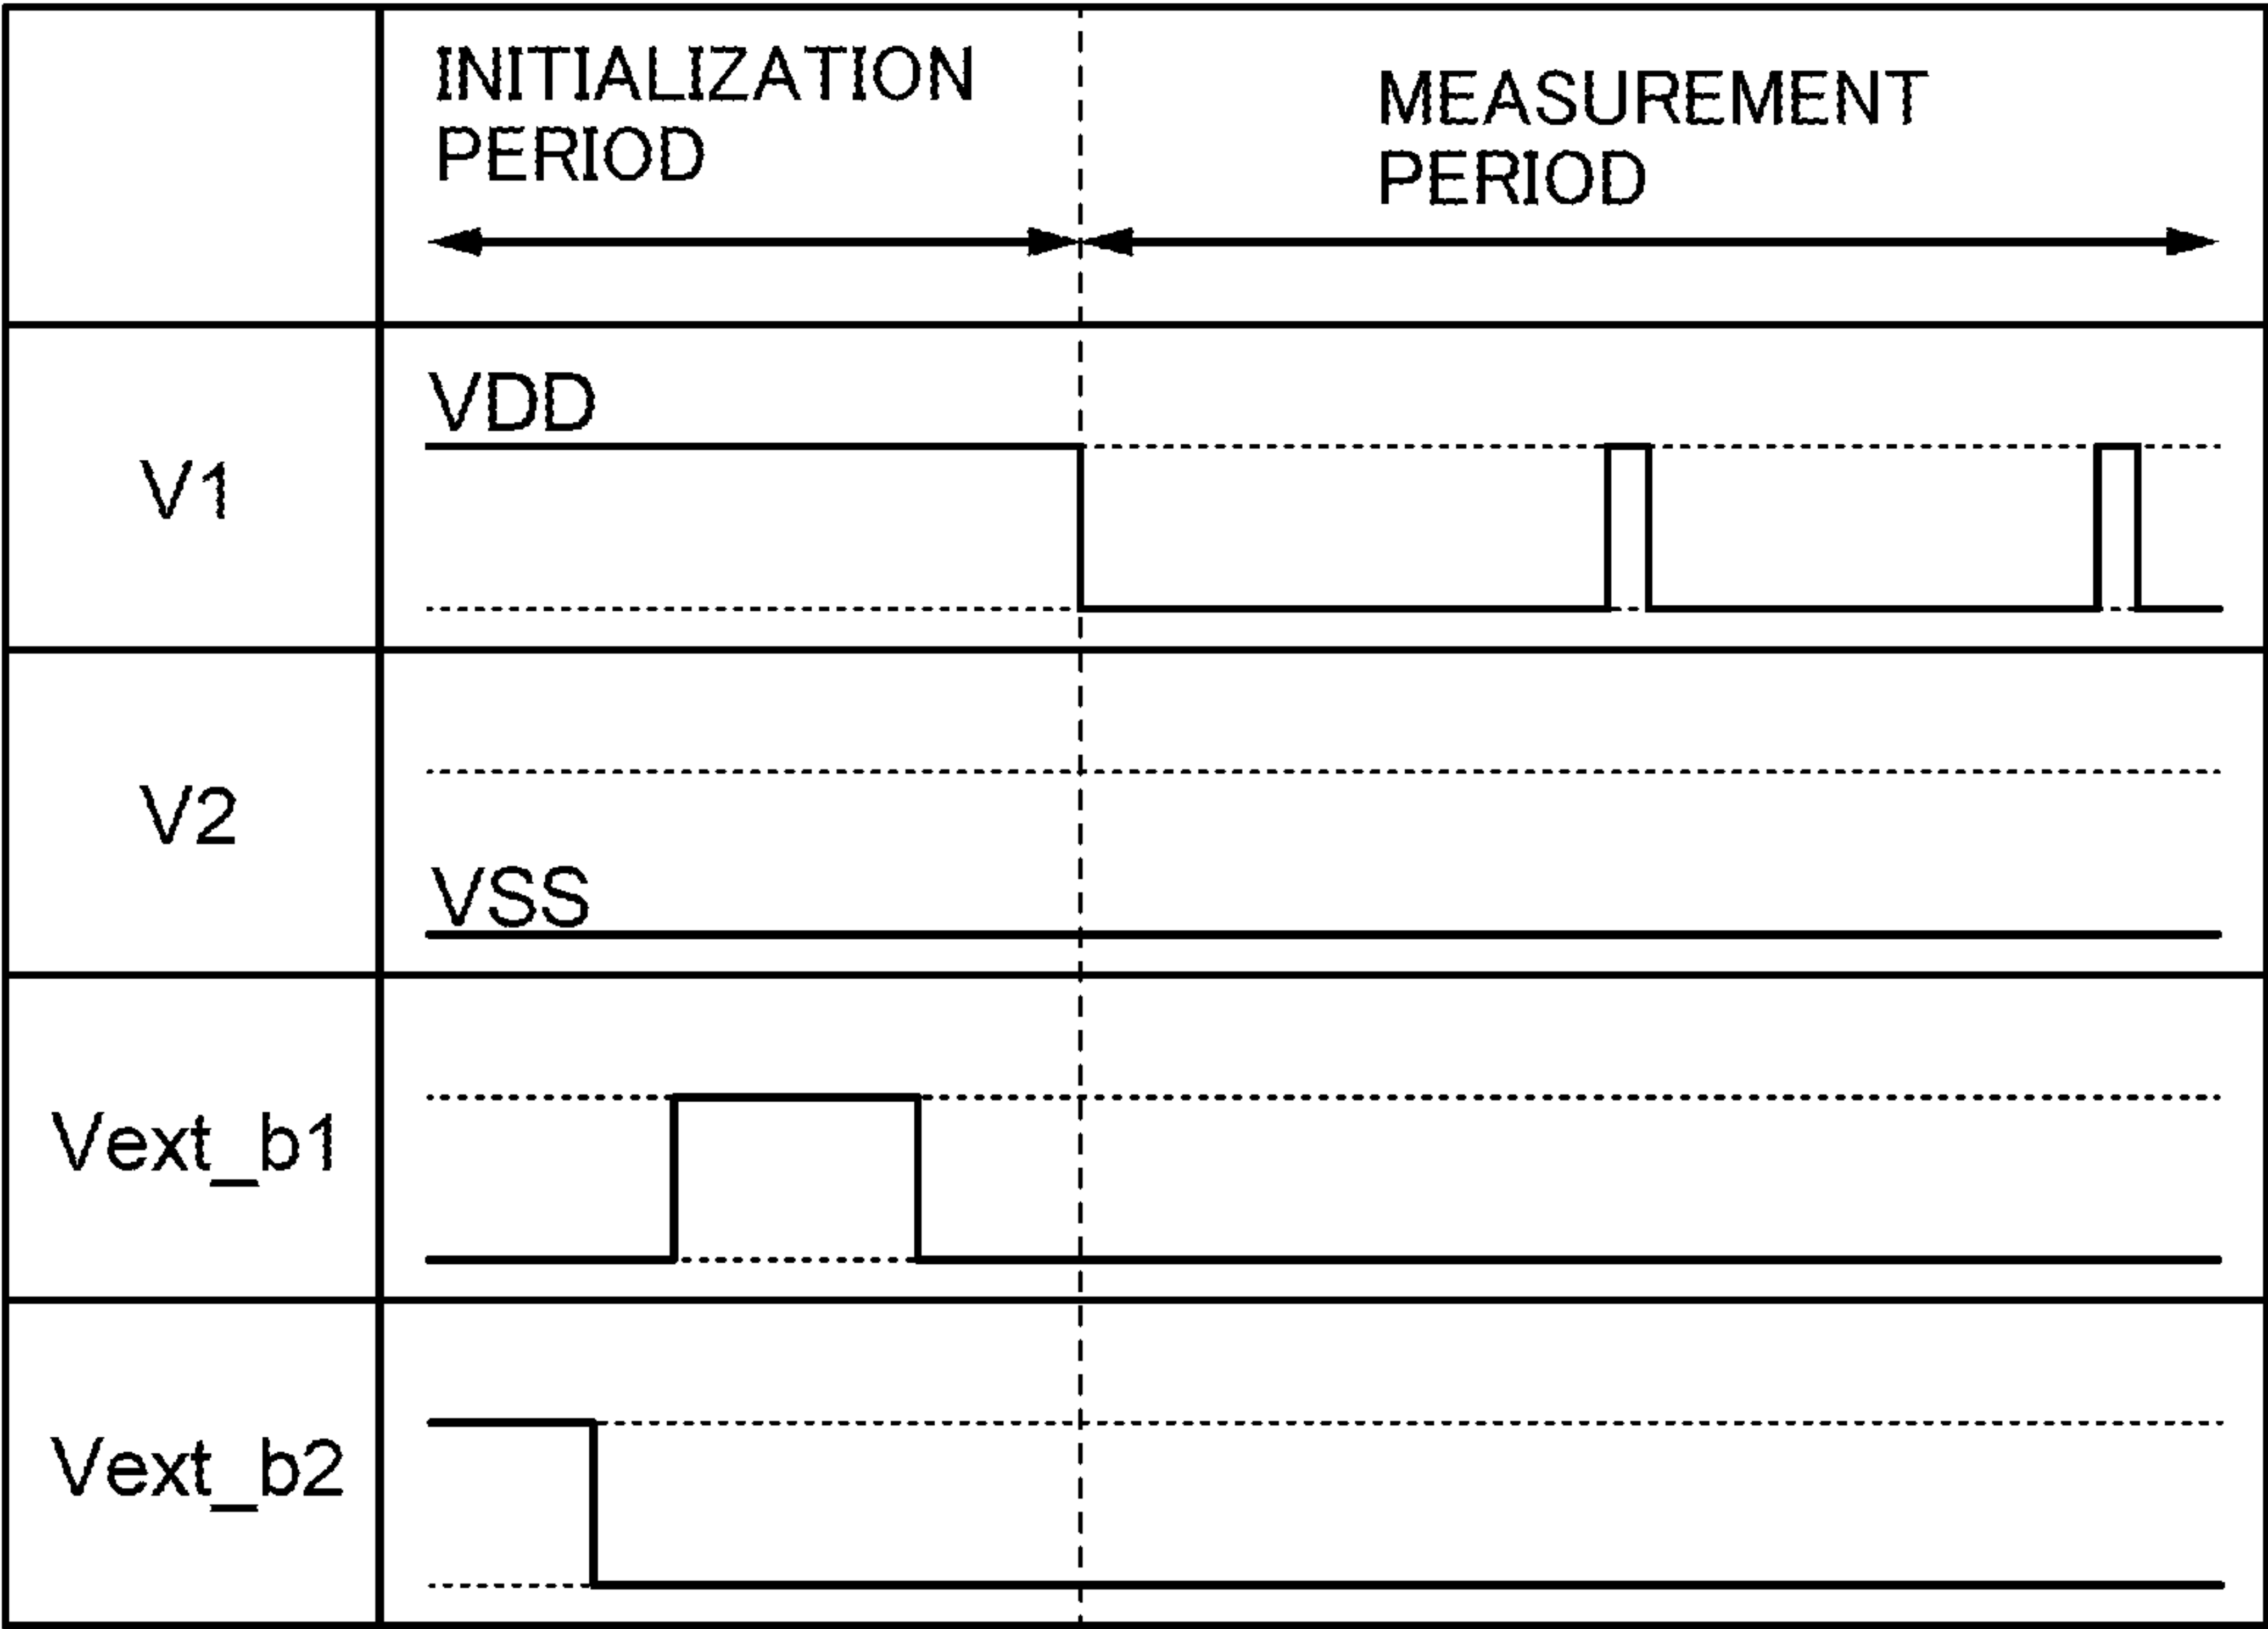 INITIALIZATION
PERIOD
MEASUREMENT
PERIOD
V1
VDD
V2
VSS
Vext_b1
Vext_b2